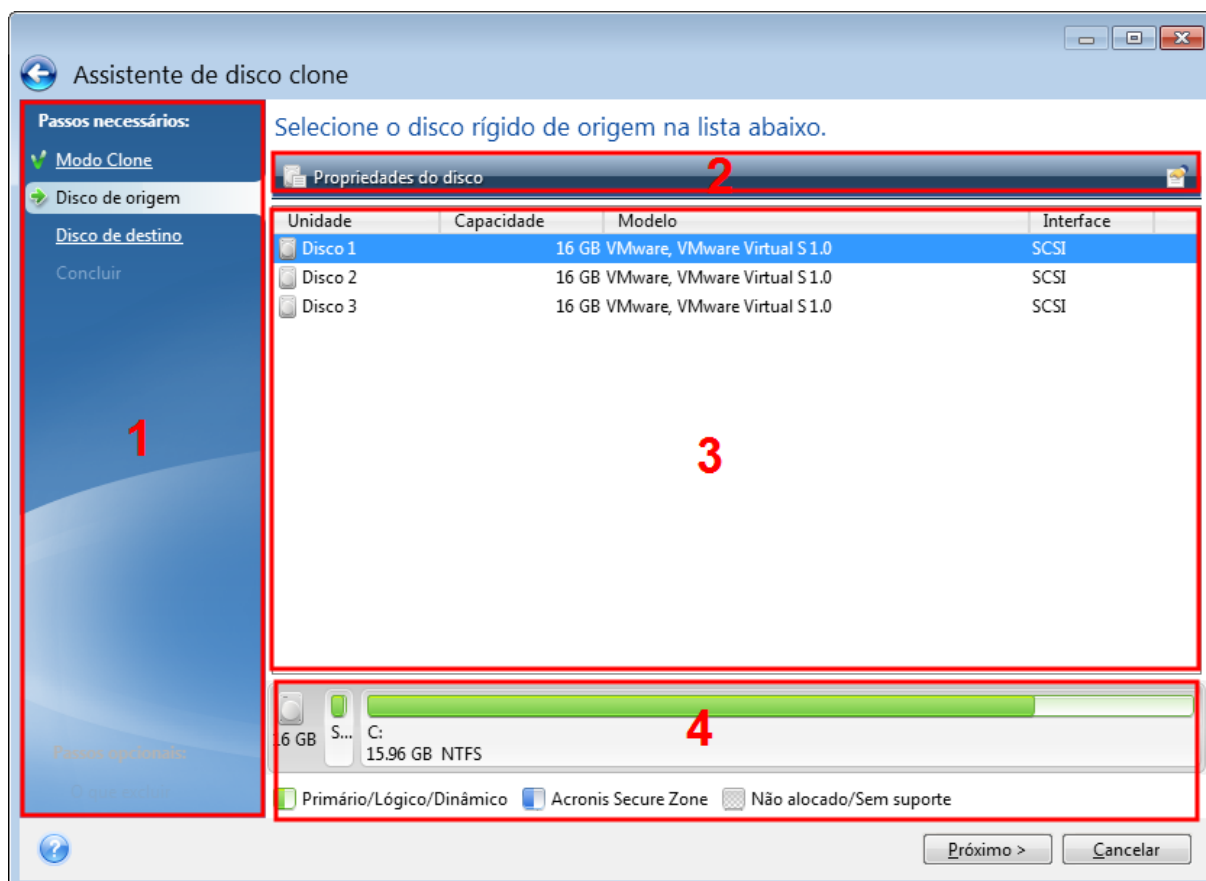 Assistente de disco clone
Passos necessários:
Modo Clone
Disco de origem
Disco de destino
Concluir
1
Passos opcionais:
Selecione o disco rígido de origem na lista abaixo.
Propriedades do disco
2
Unidade Capacidade Modelo Interface
Disco 1 16 GB VMware, VMware Virtual S 1.0 SCSI
Disco 2 16 GB VMware, VMware Virtual S 1.0 SCSI
Disco 3 16 GB VMware, VMware Virtual S 1.0 SCSI
3
16 GB
S...
C:
15.96 GB NTFS
4
Primário/Lógico/Dinâmico Acronis Secure Zone Não alocado/Sem suporte
? Próximo > Cancelar